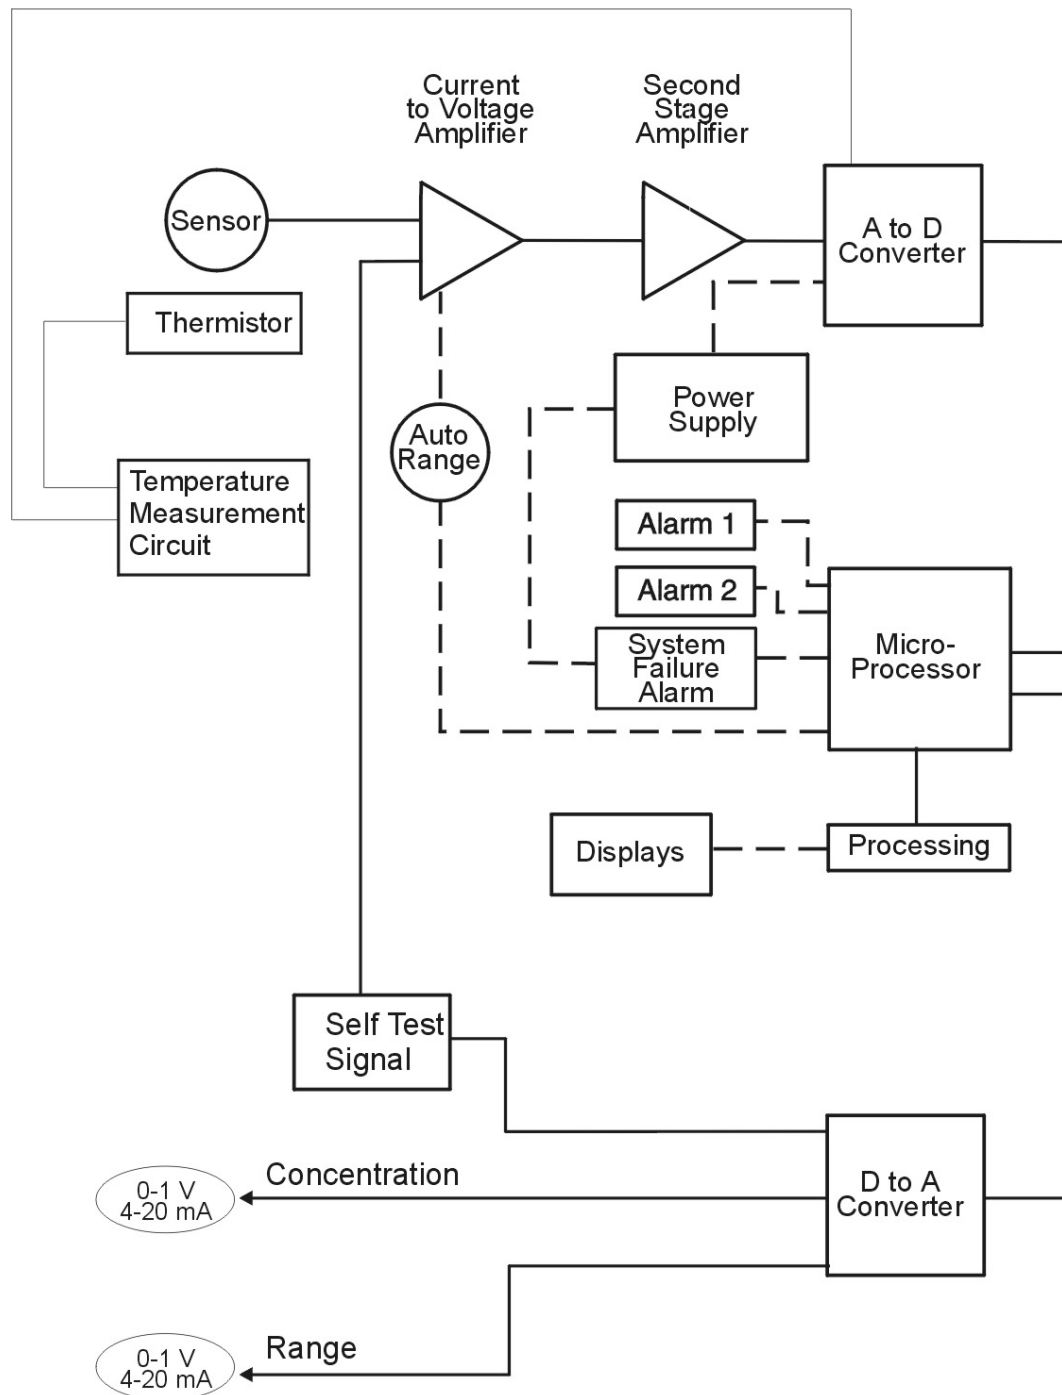 Current
to Voltage
Amplifier
Second
Stage
Amplifier
Sensor
A to D
Converter
Thermistor
Power
Supply
Auto
Range
Temperature
Measurement
Circuit
Alarm 1
Alarm 2
System
Failure
Alarm
Micro-
Processor
Displays
Processing
Self Test
Signal
Concentration
0-1 V
4-20 mA
D to A
Converter
Range
0-1 V
4-20 mA